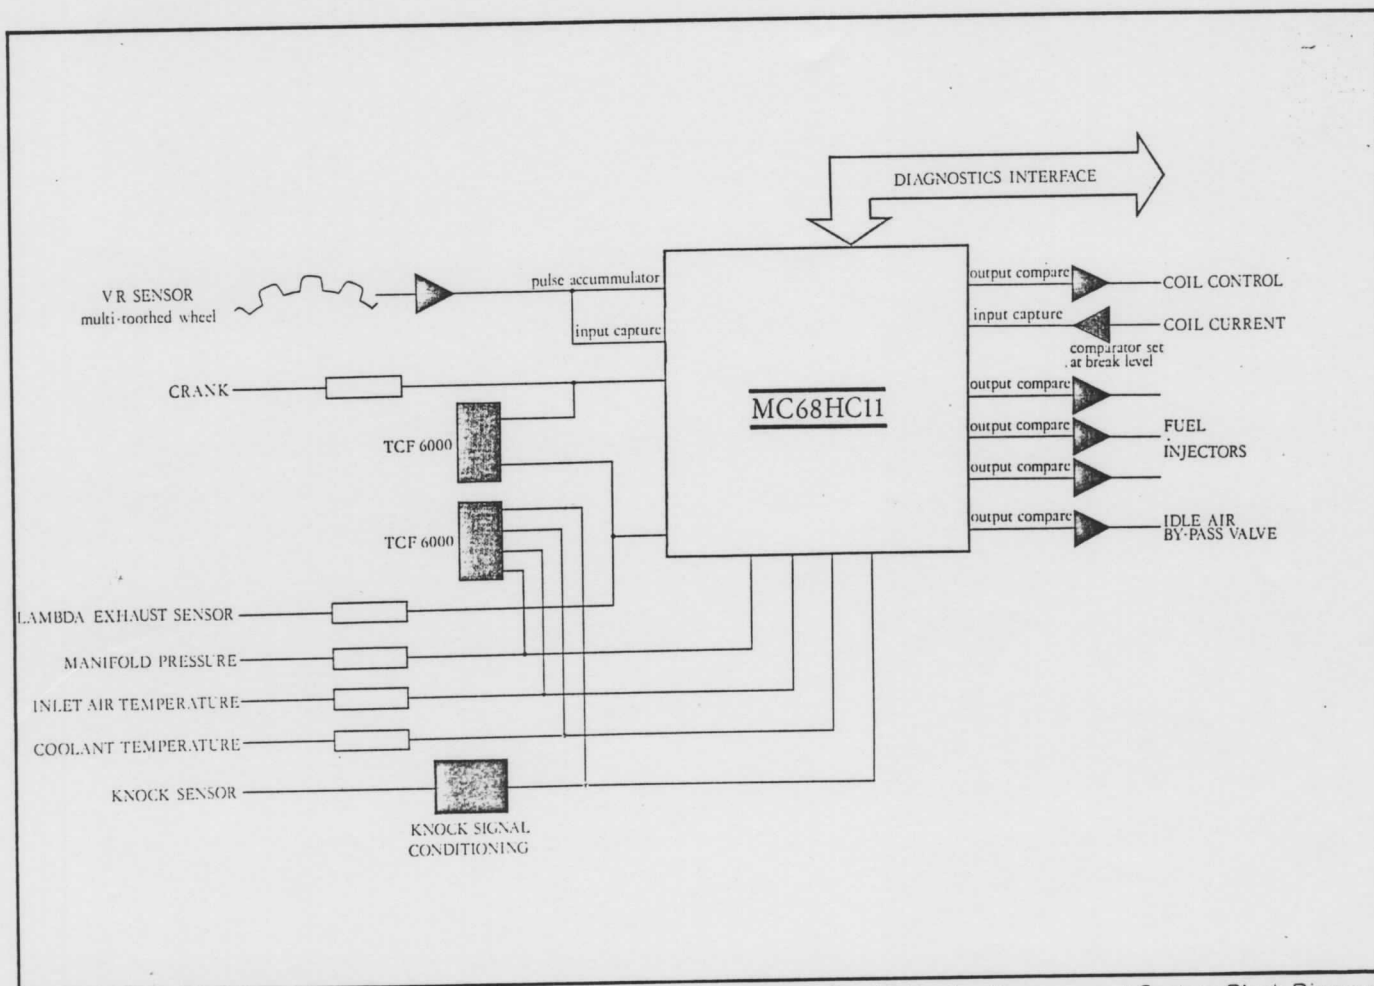 DIAGNOSTICS INTERFACE
VR SENSOR
multi-toothed wheel
pulse accummulator
input capture
CRANK
TCF 6000
TCF 6000
MC68HC11
output compare
COIL CONTROL
input capture
COIL CURRENT
comparator set
at break level
output compare
output compare
FUEL
INJECTORS
output compare
output compare
IDLE AIR
BY-PASS VALVE
LAMBDA EXHAUST SENSOR
MANIFOLD PRESSURE
INLET AIR TEMPERATURE
COOLANT TEMPERATURE
KNOCK SENSOR
KNOCK SIGNAL
CONDITIONING